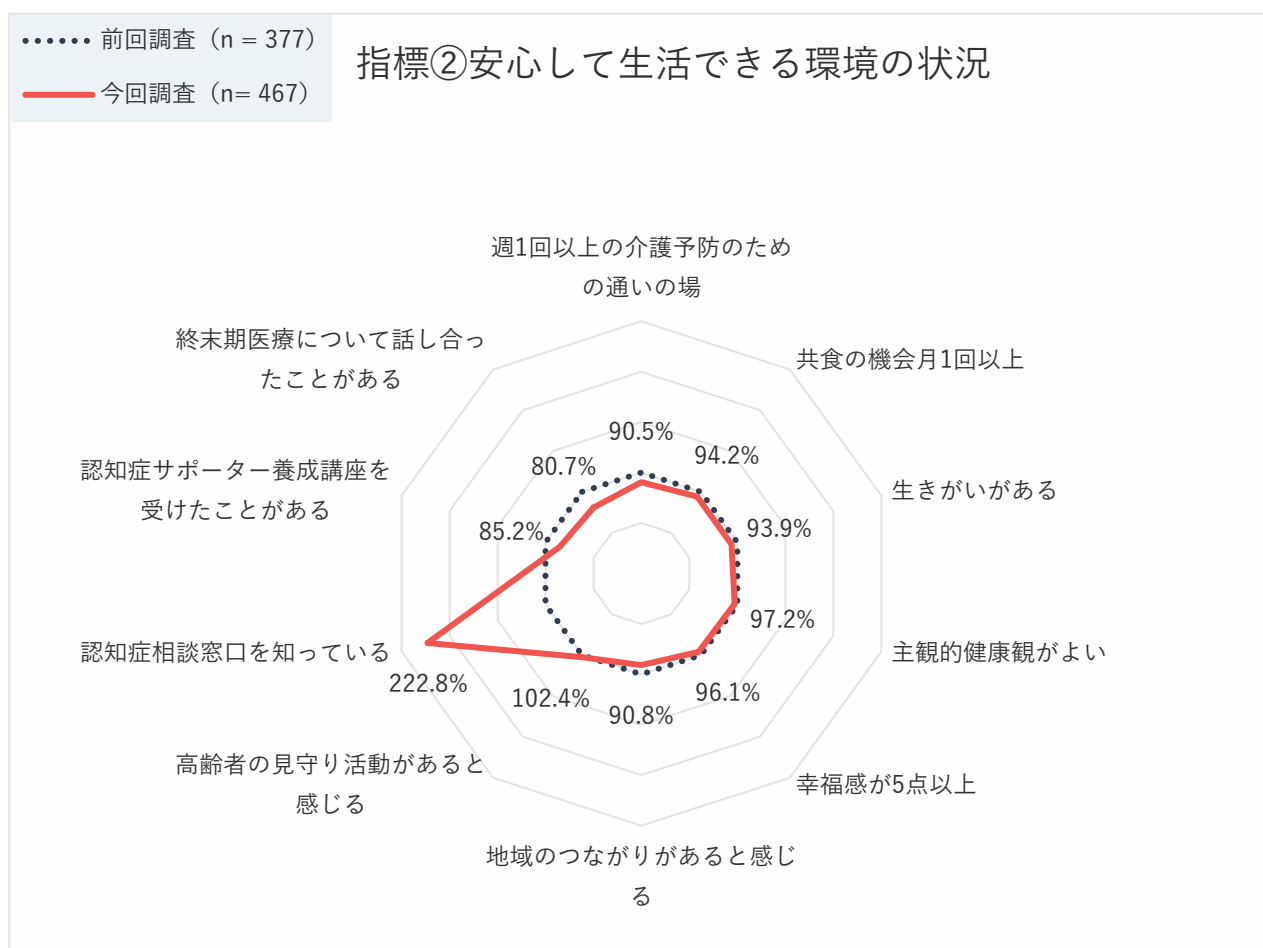 前回調査（n = 377）
今回調査（n= 467）
指標②安心して生活できる環境の状況
週1回以上の介護予防のため
の通いの場
共食の機会月1回以上
生きがいがある
主観的健康観がよい
幸福感が5点以上
地域のつながりがあると感じ
る
高齢者の見守り活動があると
感じる
認知症相談窓口を知っている
認知症サポーター養成講座を
受けたことがある
終末期医療について話し合っ
たことがある
90.5%
94.2%
93.9%
97.2%
96.1%
90.8%
102.4%
222.8%
85.2%
80.7%